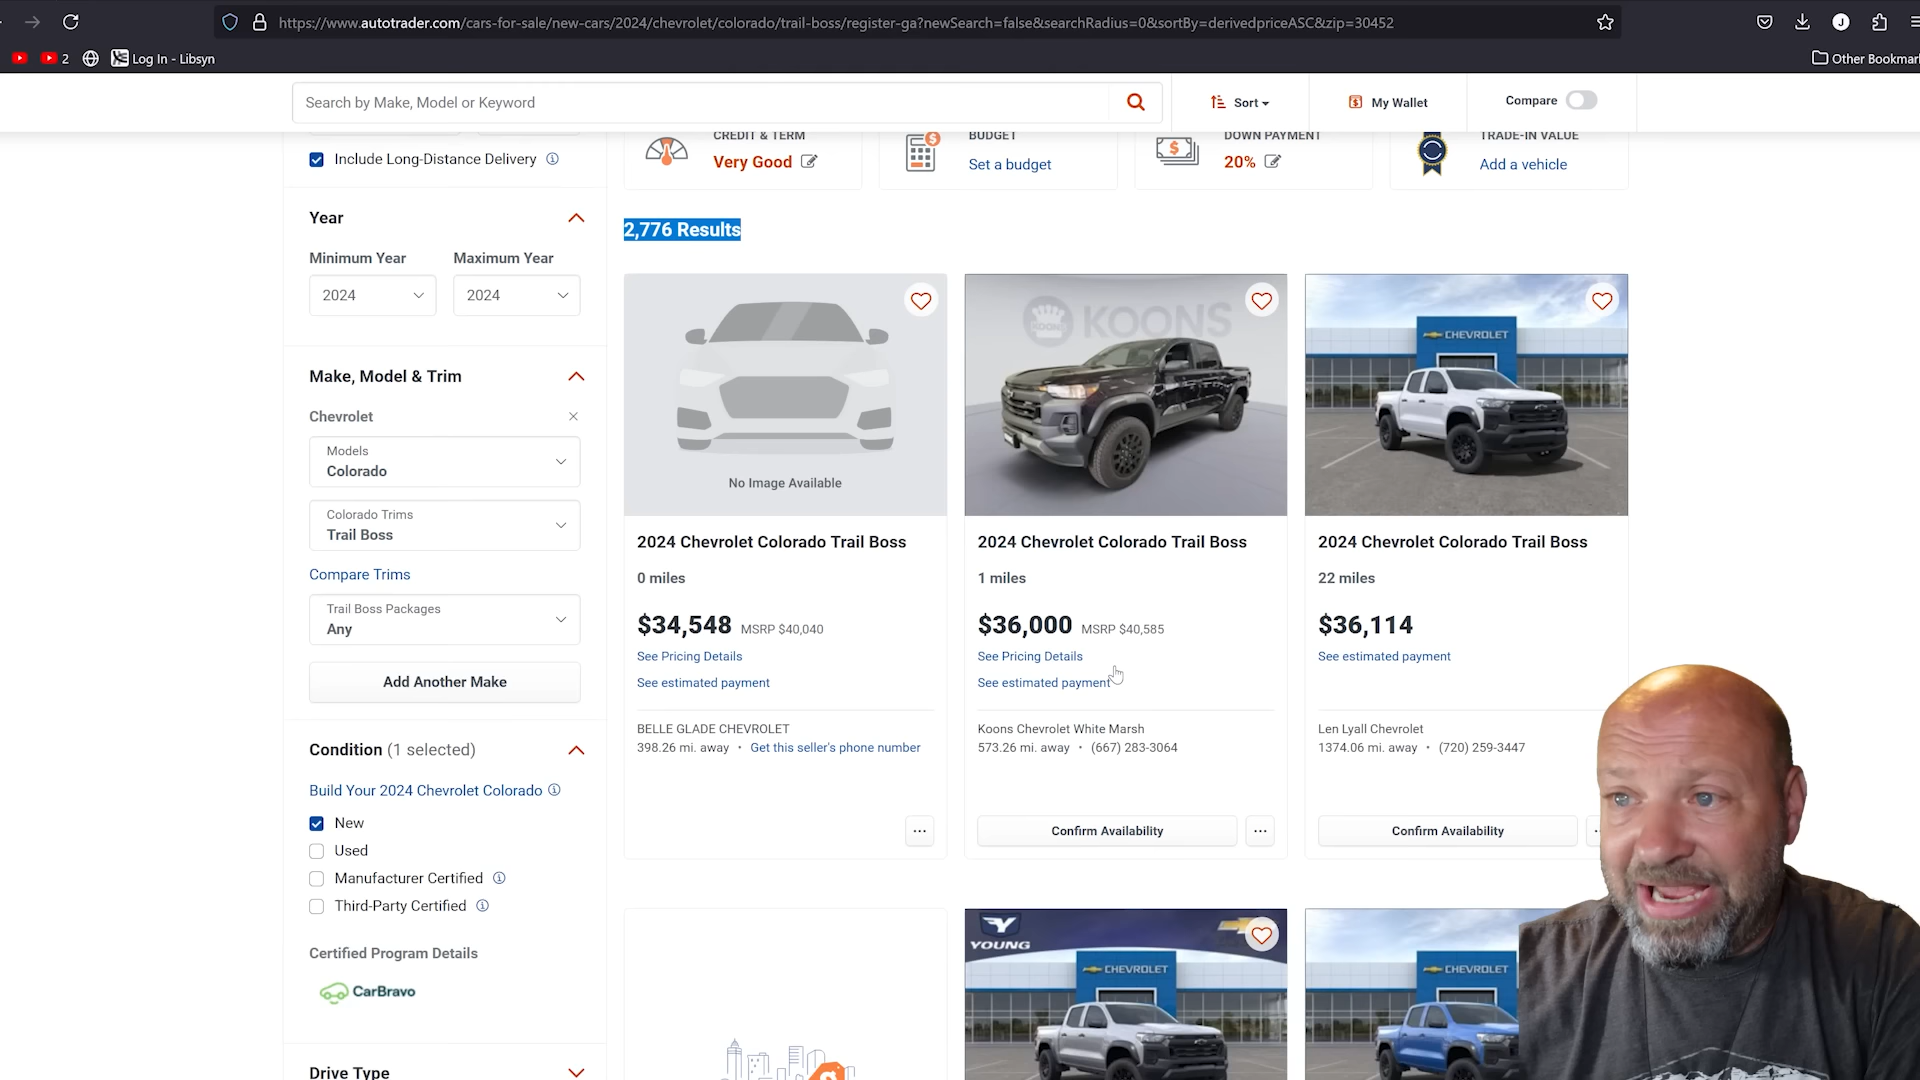 https://www.autotrader.com/cars-for-sale/new-cars/2024/chevrolet/colorado/trail-boss/register-ga?newSearch=false&searchRadius=0&sortBy=derivedpriceASC&zip=30452
2
Log In - Libsyn
Other Bookmar
Search by Make, Model or Keyword
Sort
My Wallet
Compare
Include Long-Distance Delivery
CREDIT & TERM
Very Good
BUDGET
Set a budget
DOWN PAYMENT
20%
TRADE-IN VALUE
Add a vehicle
2,776 Results
Year
Minimum Year
Maximum Year
2024
2024
Make, Model & Trim
Chevrolet
Models
Colorado
Colorado Trims
Trail Boss
Compare Trims
Trail Boss Packages
Any
Add Another Make
Condition (1 selected)
Build Your 2024 Chevrolet Colorado
New
Used
Manufacturer Certified
Third-Party Certified
Certified Program Details
CarBravo
Drive Type
No Image Available
2024 Chevrolet Colorado Trail Boss
0 miles
$34,548 MSRP $40,040
See Pricing Details
See estimated payment
BELLE GLADE CHEVROLET
398.26 mi. away • Get this seller's phone number
KOONS
KOONS
2024 Chevrolet Colorado Trail Boss
1 miles
$36,000 MSRP $40,585
See Pricing Details
See estimated payment
Koons Chevrolet White Marsh
573.26 mi. away • (667) 283-3064
Confirm Availability
CHEVROLET
2024 Chevrolet Colorado Trail Boss
22 miles
$36,114
See estimated payment
Len Lyall Chevrolet
1374.06 mi. away • (720) 259-3447
Confirm Availability
YOUNG
CHEVROLET
CHEVROLET